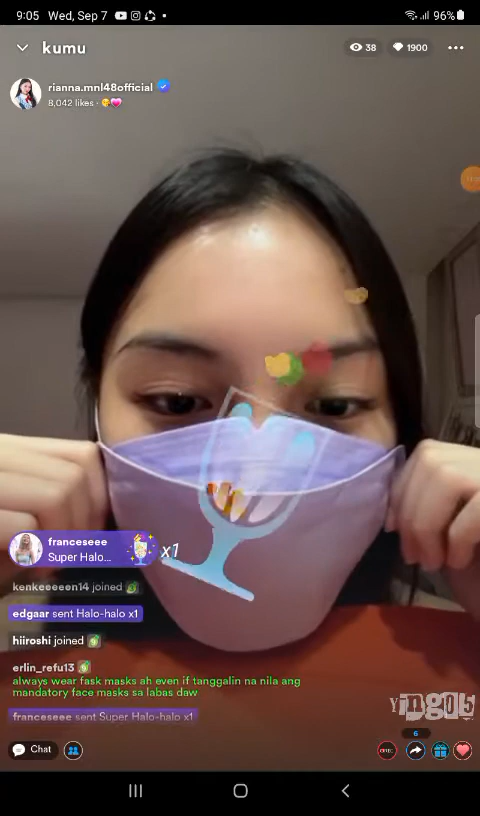 9:05 Wed, Sep 7 96%
kumu 38 1900
rianna.mnl48official
8,042 likes
franceseee
Super Halo... x1
kenkeeeeen14 joined
edgaar sent Halo-halo x1
hiiroshi joined
erlin_refu13
always wear fask masks ah even if tanggalin na nila ang
mandatory face masks sa labas daw
franceseee sent Super Halo-halo x1
Yingo5
6
Chat